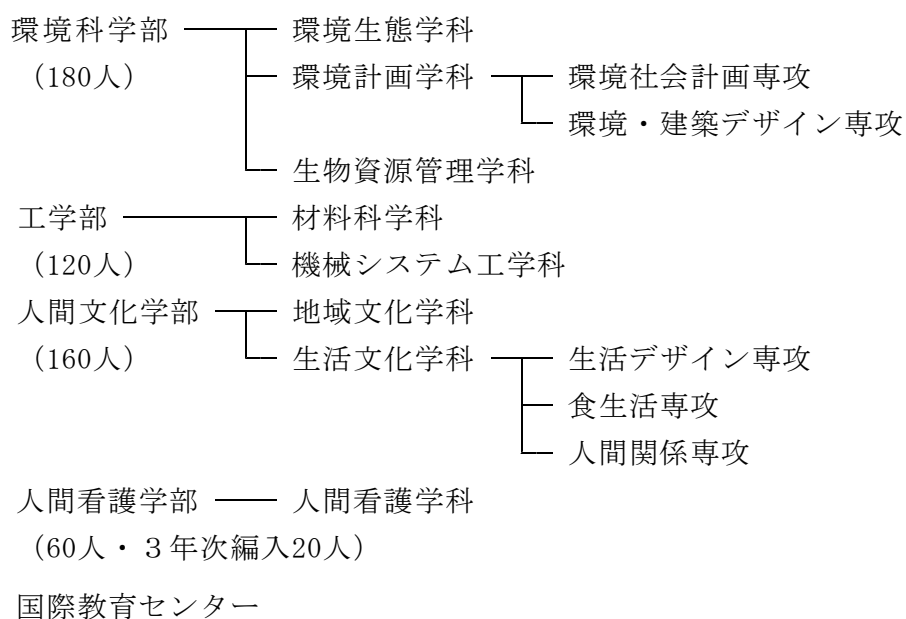 環境科学部 環境生態学科
（180人） 環境計画学科 環境社会計画専攻
環境・建築デザイン専攻
生物資源管理学科
工学部 材料科学科
（120人） 機械システム工学科
人間文化学部 地域文化学科
（160人） 生活文化学科 生活デザイン専攻
食生活専攻
人間関係専攻
人間看護学部 人間看護学科
（60人・３年次編入20人）
国際教育センター